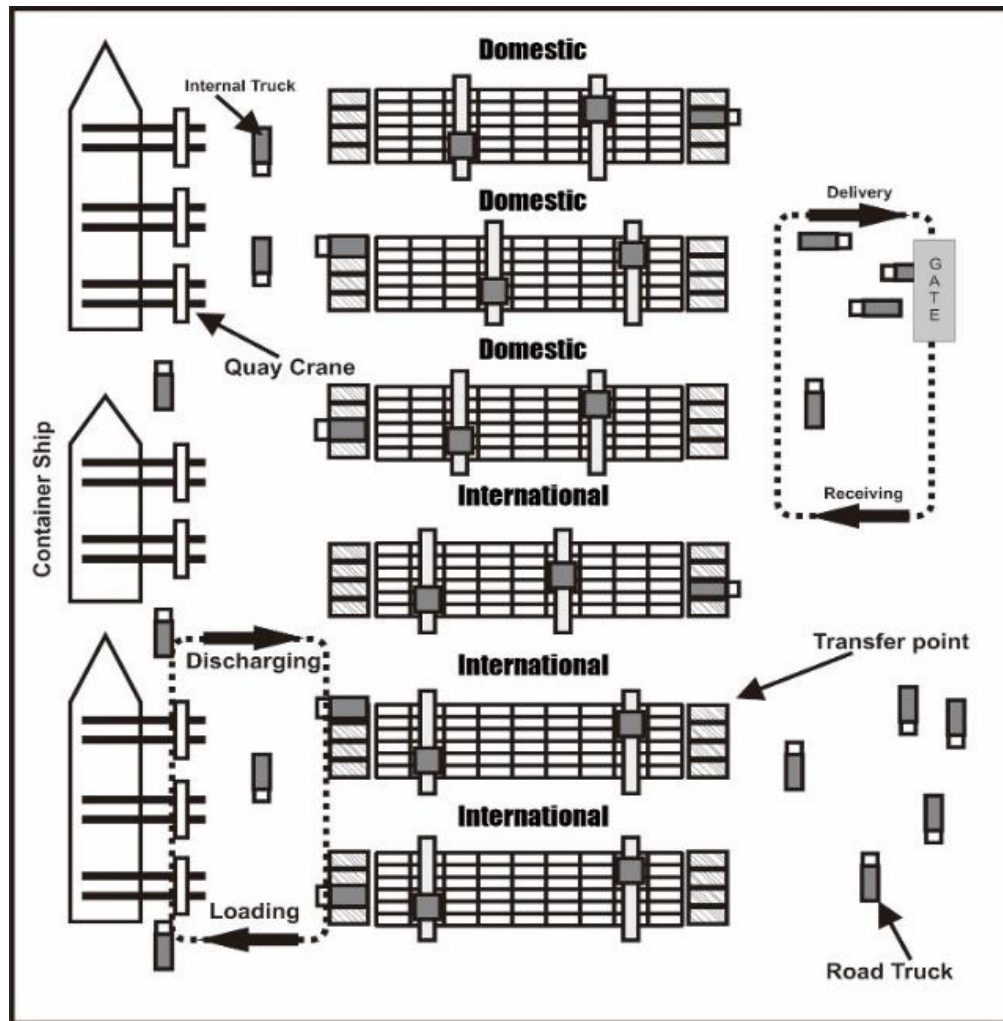 Domestic
Internal Truck
Domestic
Delivery
GATE
Quay Crane
Domestic
Container Ship
International
Receiving
Discharging
International
Transfer point
International
Loading
Road Truck